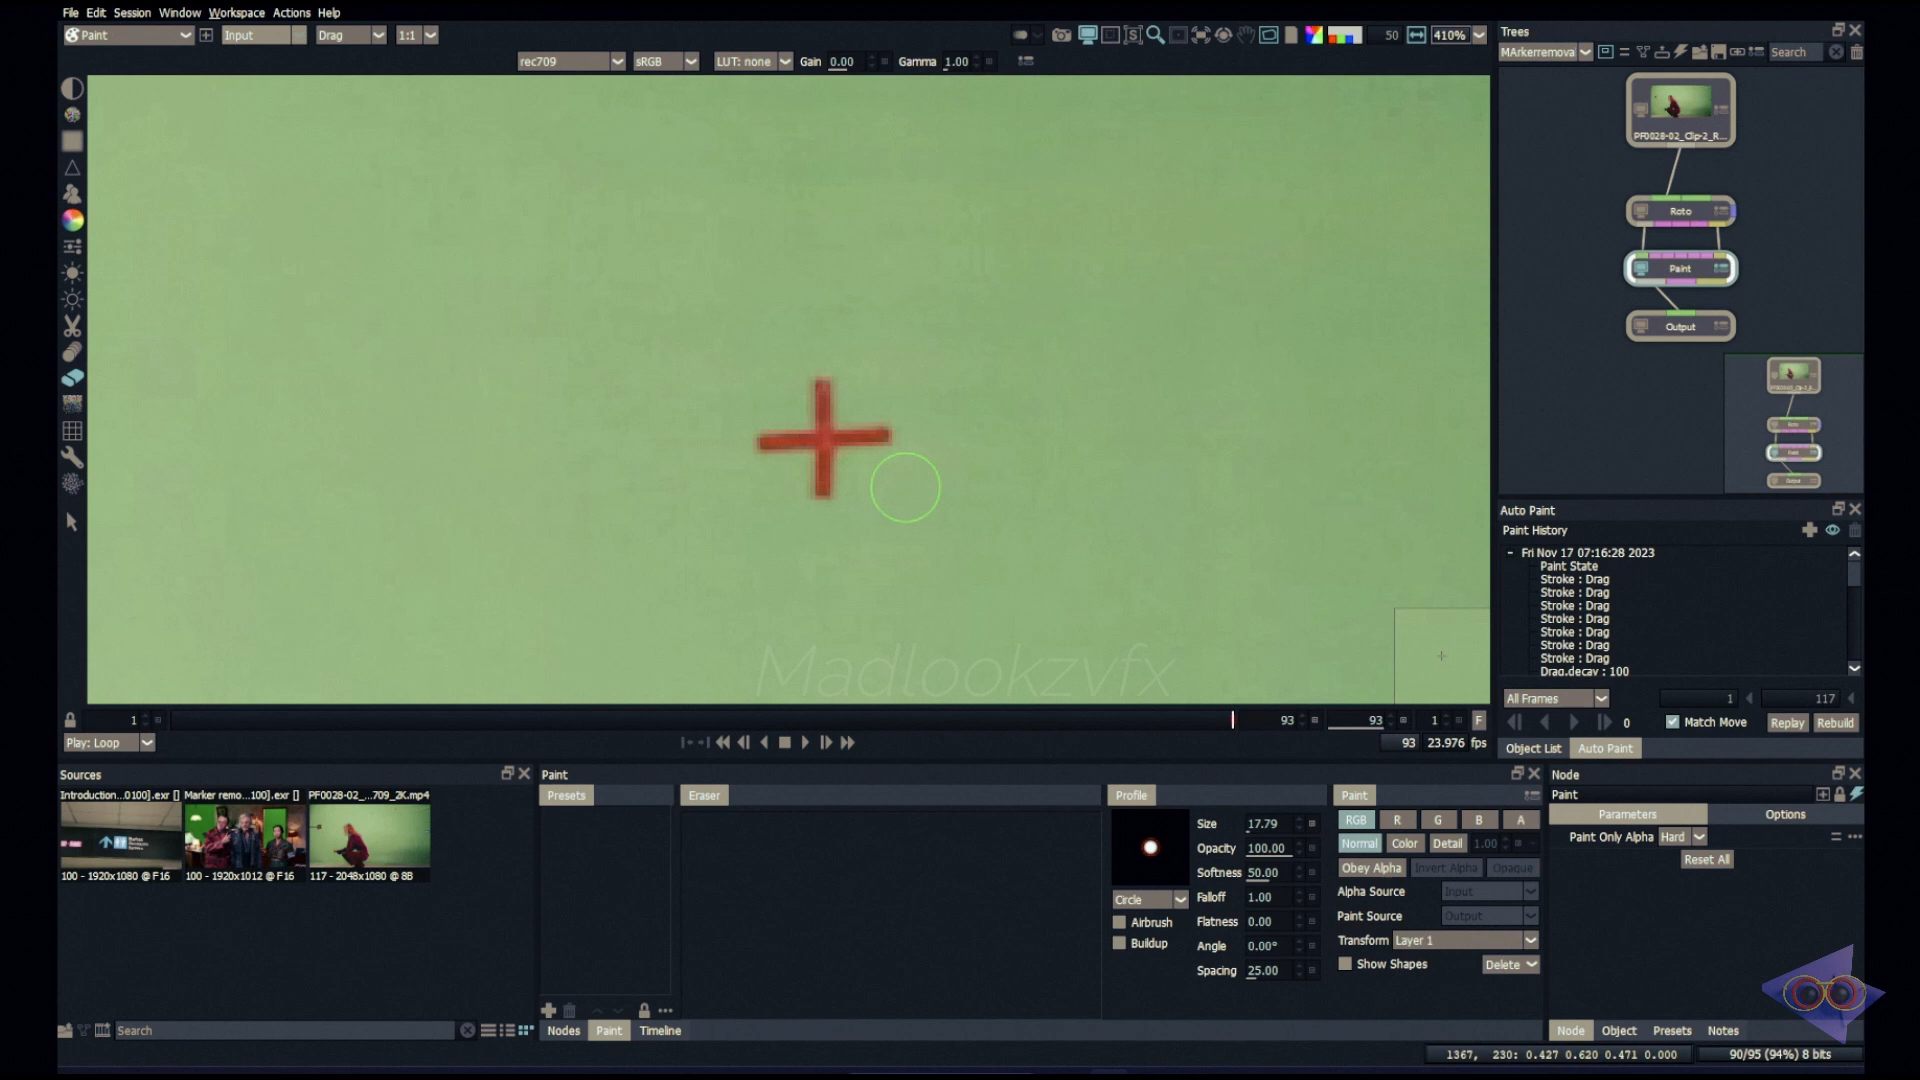 File Edit Session Window Workspace Actions Help
Paint Input Drag 1:1 50 410%
rec709 sRGB LUT: none Gain 0.00 Gamma 1.00
Trees
MArkerremova Search
PF0028-02_Clip-2_R...
Roto
Paint
Output
Madlookzvfx
Auto Paint
Paint History
- Fri Nov 17 07:16:28 2023
Paint State
Stroke : Drag
Stroke : Drag
Stroke : Drag
Stroke : Drag
Stroke : Drag
Stroke : Drag
Stroke : Drag
Drag.decay : 100
All Frames 1 117
0 Match Move Replay Rebuild
Object List Auto Paint
1 93 93 1 F
Play: Loop 93 23.976 fps
Sources
Introduction...0100].exr [] Marker remo...100].exr [] PF0028-02_...709_2K.mp4
100 - 1920x1080 @ F16 100 - 1920x1012 @ F16 117 - 2048x1080 @ 8B
Search
Paint
Presets Eraser Profile Paint
Size 17.79
Opacity 100.00
Softness 50.00
Circle Falloff 1.00
Airbrush Flatness 0.00
Buildup Angle 0.00°
Spacing 25.00
RGB R G B A
Normal Color Detail 1.00
Obey Alpha Invert Alpha Opaque
Alpha Source Input
Paint Source Output
Transform Layer 1
Show Shapes Delete
Nodes Paint Timeline
Node
Paint
Parameters Options
Paint Only Alpha Hard
Reset All
Node Object Presets Notes
1367, 230: 0.427 0.620 0.471 0.000 90/95 (94%) 8 bits